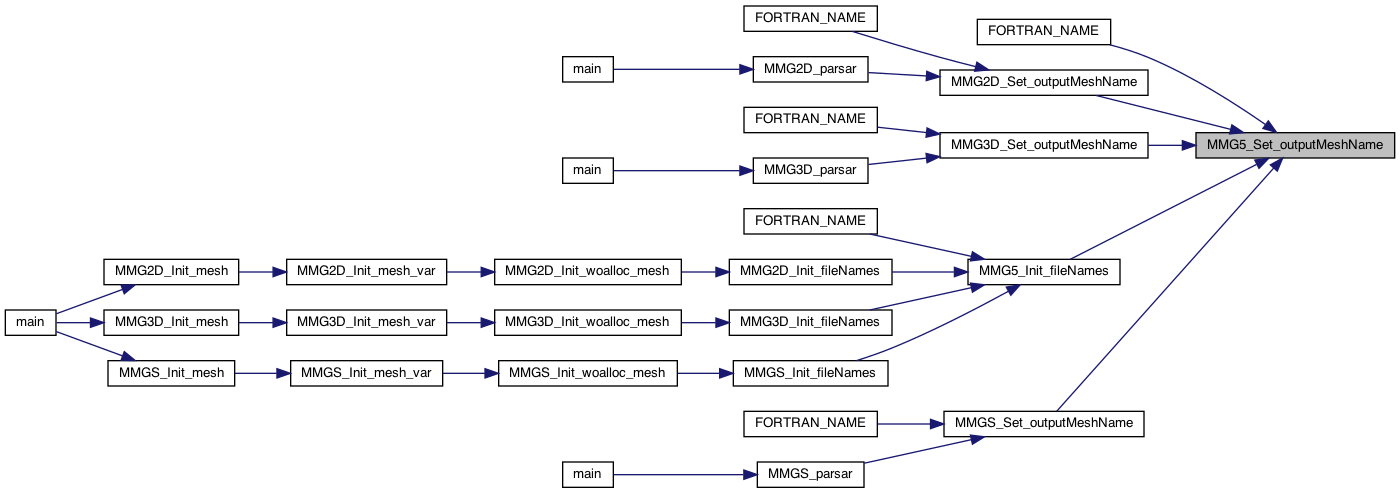 FORTRAN_NAME
FORTRAN_NAME
main
MMG2D_parsar
MMG2D_Set_outputMeshName
FORTRAN_NAME
MMG3D_Set_outputMeshName
MMG5_Set_outputMeshName
main
MMG3D_parsar
FORTRAN_NAME
MMG2D_Init_mesh
MMG2D_Init_mesh_var
MMG2D_Init_woalloc_mesh
MMG2D_Init_fileNames
MMG5_Init_fileNames
main
MMG3D_Init_mesh
MMG3D_Init_mesh_var
MMG3D_Init_woalloc_mesh
MMG3D_Init_fileNames
MMGS_Init_mesh
MMGS_Init_mesh_var
MMGS_Init_woalloc_mesh
MMGS_Init_fileNames
FORTRAN_NAME
MMGS_Set_outputMeshName
main
MMGS_parsar